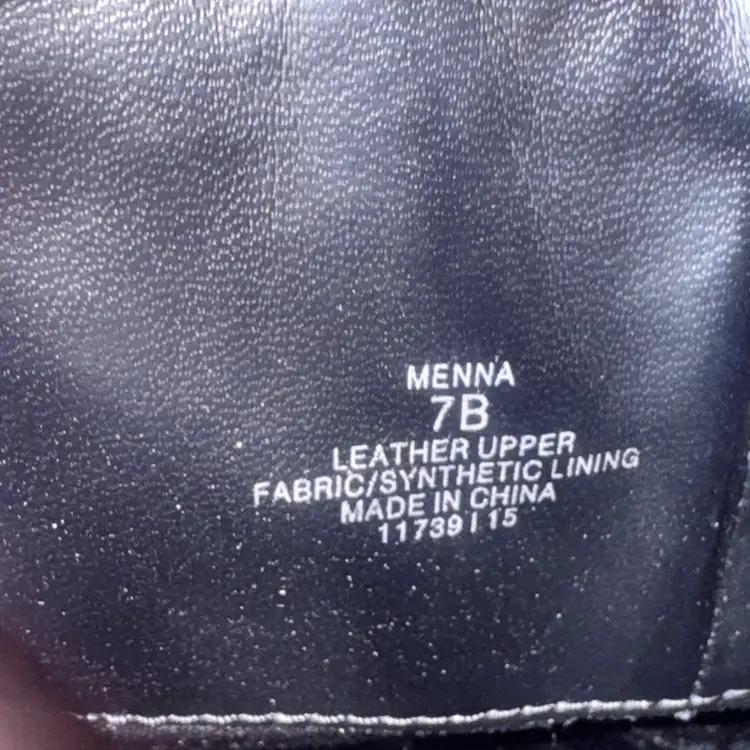 MENNA
7B
LEATHER UPPER
FABRIC/SYNTHETIC LINING
MADE IN CHINA
11739 I 15